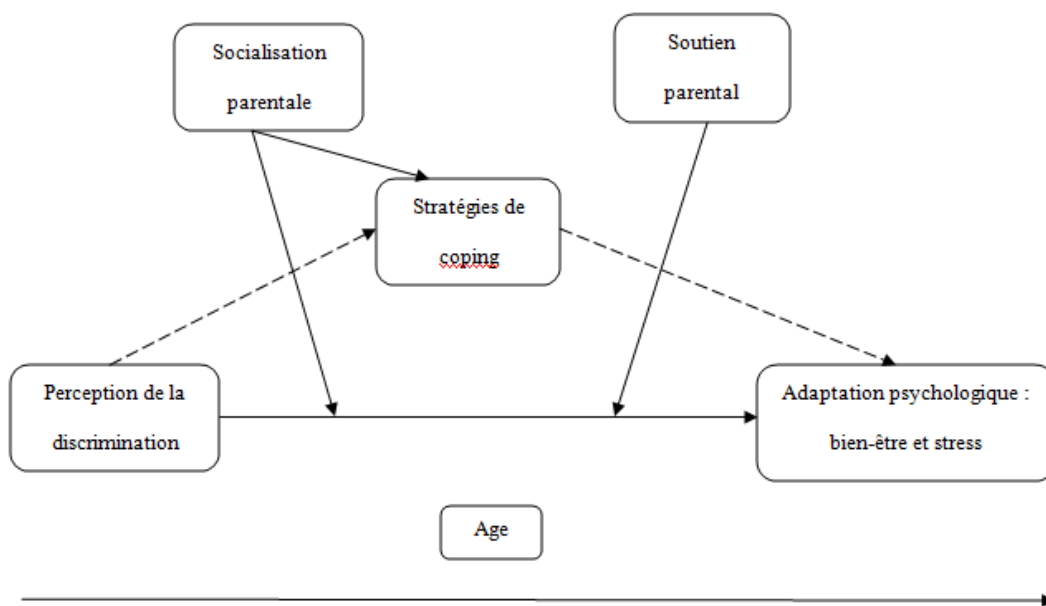 Socialisation
parentale
Soutien
parental
Stratégies de
coping
Perception de la
discrimination
Adaptation psychologique :
bien-être et stress
Age